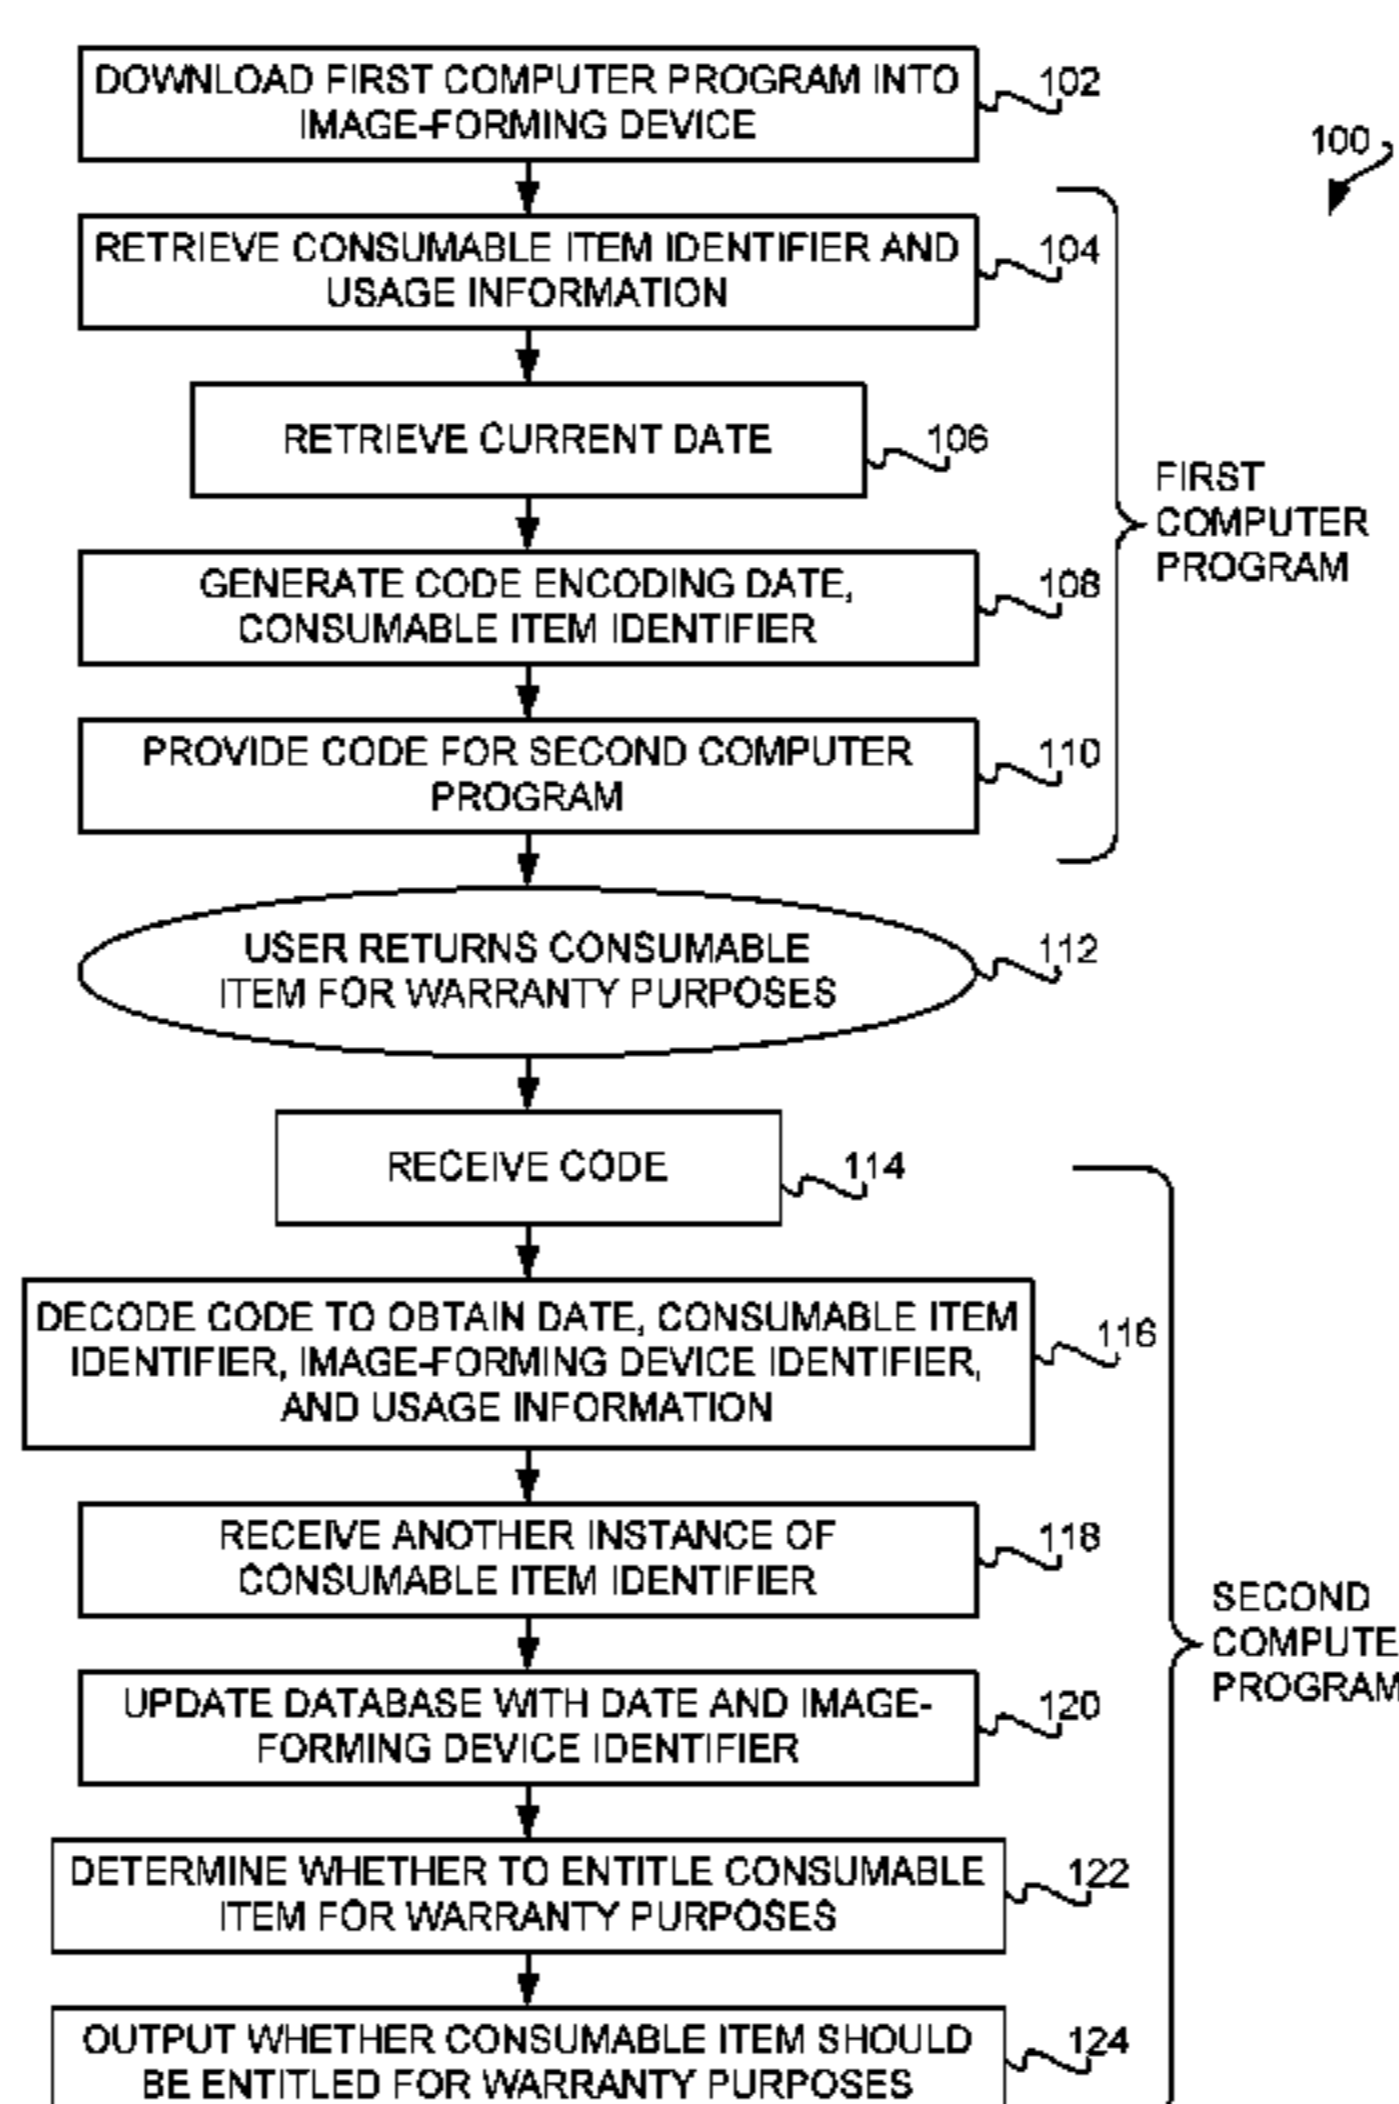 DOWNLOAD FIRST COMPUTER PROGRAM INTO
IMAGE-FORMING DEVICE
102
100
RETRIEVE CONSUMABLE ITEM IDENTIFIER AND
USAGE INFORMATION
104
RETRIEVE CURRENT DATE
106
FIRST
COMPUTER
PROGRAM
GENERATE CODE ENCODING DATE,
CONSUMABLE ITEM IDENTIFIER
108
PROVIDE CODE FOR SECOND COMPUTER
PROGRAM
110
USER RETURNS CONSUMABLE
ITEM FOR WARRANTY PURPOSES
112
RECEIVE CODE
114
DECODE CODE TO OBTAIN DATE, CONSUMABLE ITEM
IDENTIFIER, IMAGE-FORMING DEVICE IDENTIFIER,
AND USAGE INFORMATION
116
RECEIVE ANOTHER INSTANCE OF
CONSUMABLE ITEM IDENTIFIER
118
SECOND
COMPUTE
PROGRAM
UPDATE DATABASE WITH DATE AND IMAGE-
FORMING DEVICE IDENTIFIER
120
DETERMINE WHETHER TO ENTITLE CONSUMABLE
ITEM FOR WARRANTY PURPOSES
122
OUTPUT WHETHER CONSUMABLE ITEM SHOULD
BE ENTITLED FOR WARRANTY PURPOSES
124